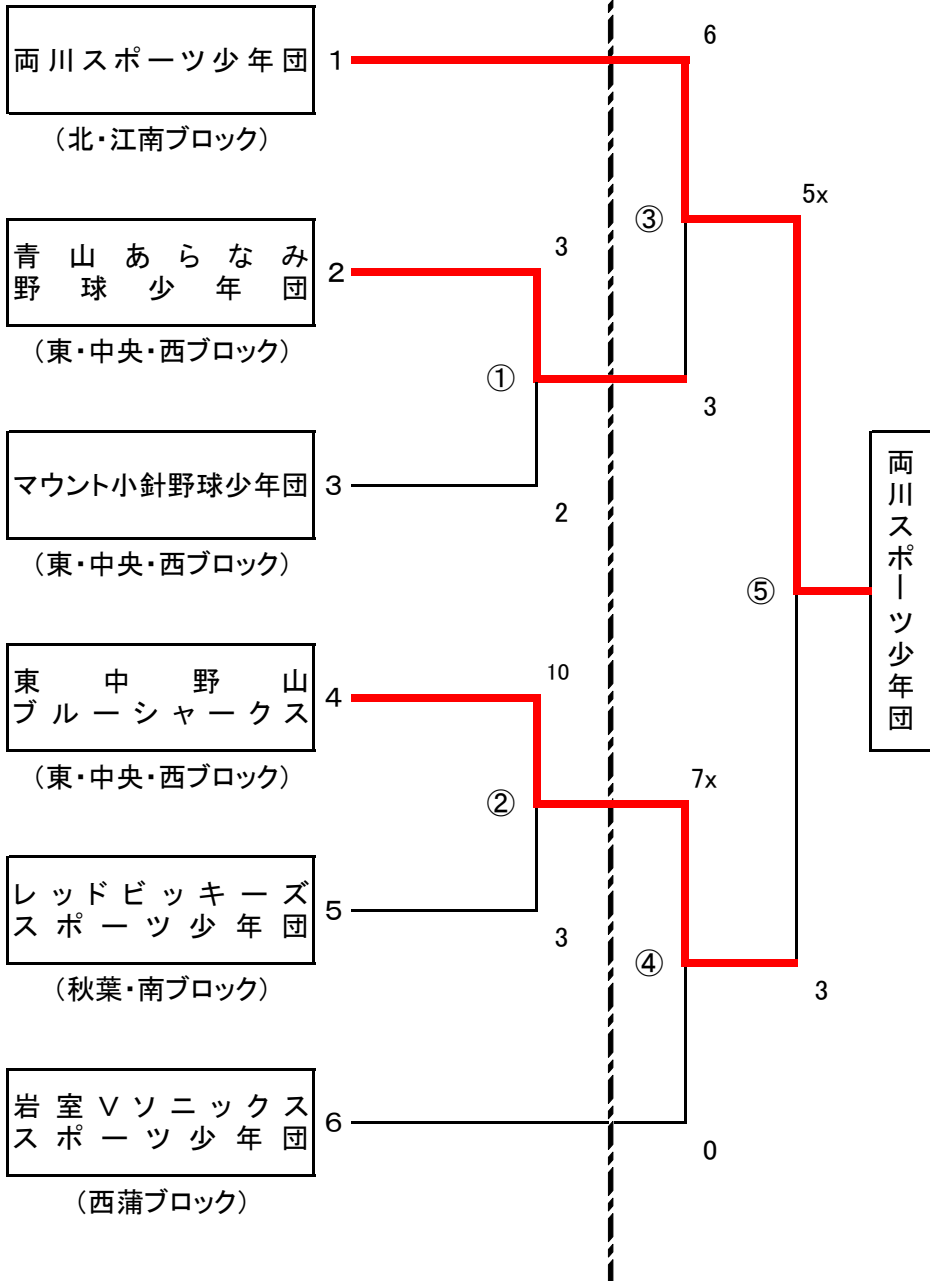 両川スポーツ少年団
1
(北・江南ブロック)
6
5x
青山あらなみ
野球少年団
2
(東・中央・西ブロック)
3
③
①
3
マウント小針野球少年団
3
(東・中央・西ブロック)
2
両川スポーツ少年団
⑤
東中野山
ブルーシャークス
4
(東・中央・西ブロック)
10
7x
②
レッドビッキーズ
スポーツ少年団
5
(秋葉・南ブロック)
3
④
3
岩室Vソニックス
スポーツ少年団
6
(西蒲ブロック)
0